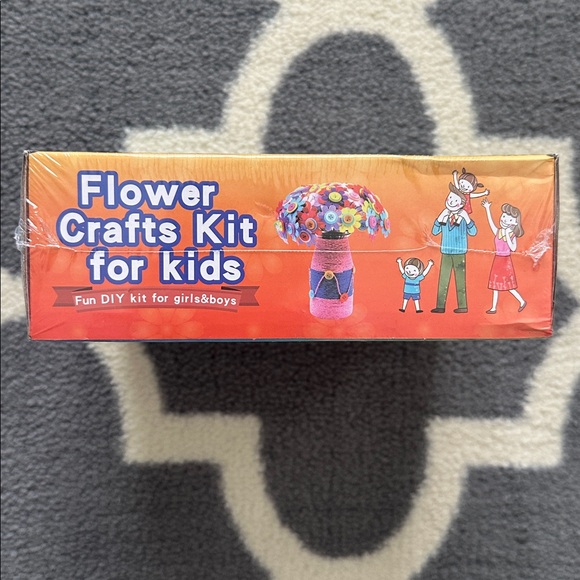 Flower
Crafts Kit
for kids
Fun DIY kit for girls&boys